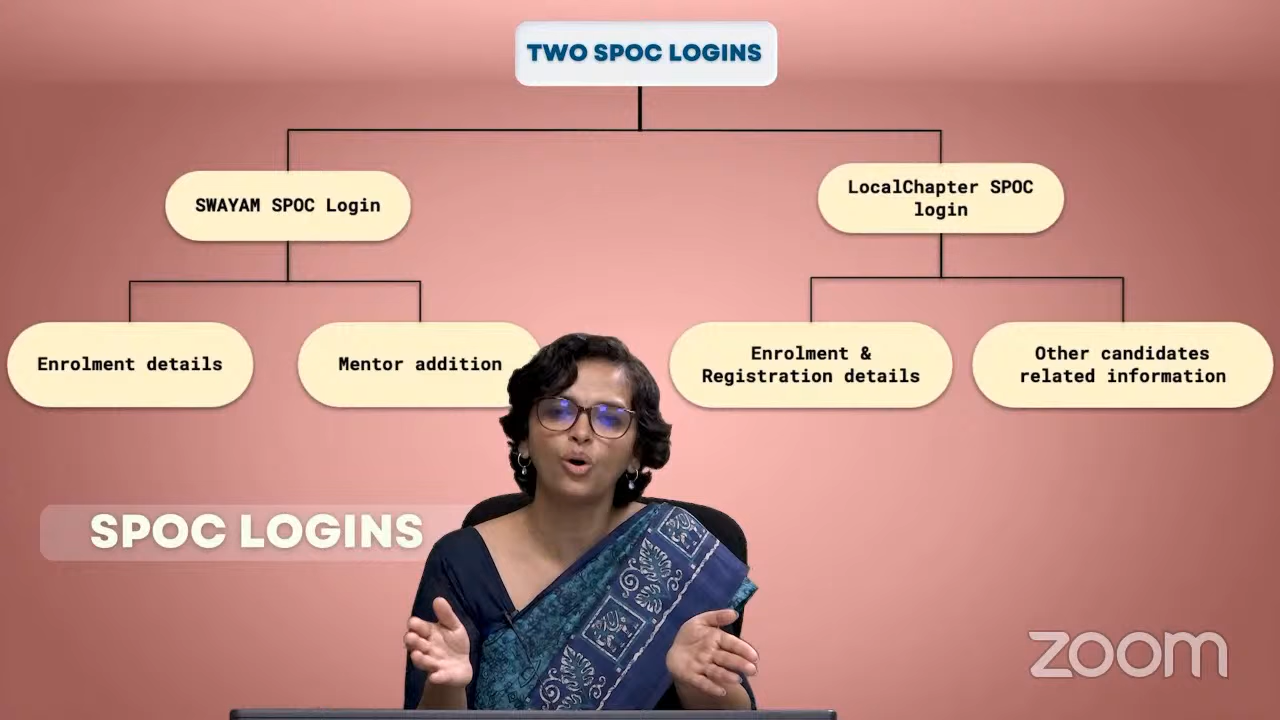 TWO SPOC LOGINS
SWAYAM SPOC Login
LocalChapter SPOC
login
Enrolment details
Mentor addition
Enrolment &
Registration details
Other candidates
related information
SPOC LOGINS
zoom